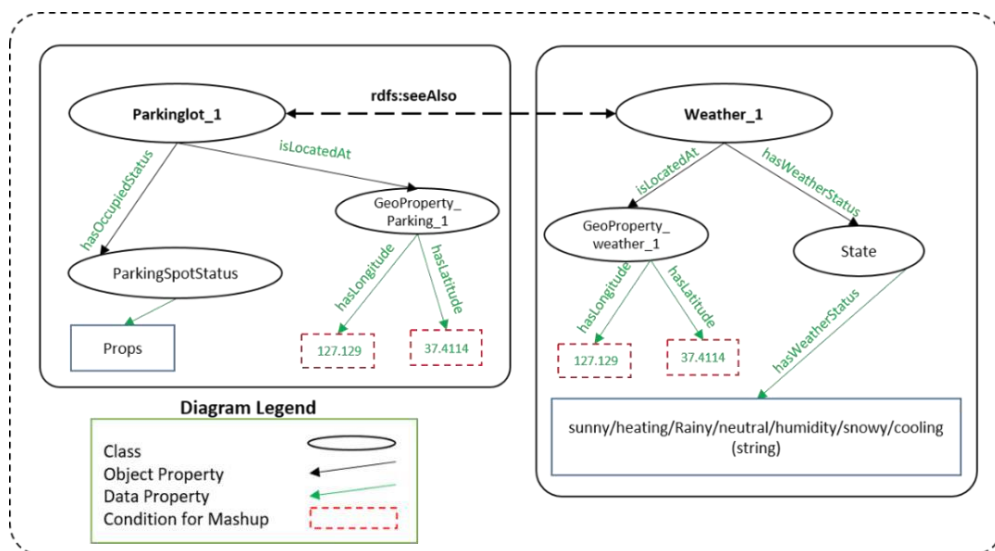 rdfs:seeAlso
Parkinglot_1
isLocatedAt
hasOccupiedStatus
GeoProperty_
Parking_1
ParkingSpotStatus
hasLongitude
hasLatitude
Props
127.129
37.4114
Weather_1
isLocatedAt
hasWeatherStatus
GeoProperty_
weather_1
State
hasLongitude
hasLatitude
hasWeatherStatus
127.129
37.4114
sunny/heating/Rainy/neutral/humidity/snowy/cooling
(string)
Diagram Legend
Class
Object Property
Data Property
Condition for Mashup